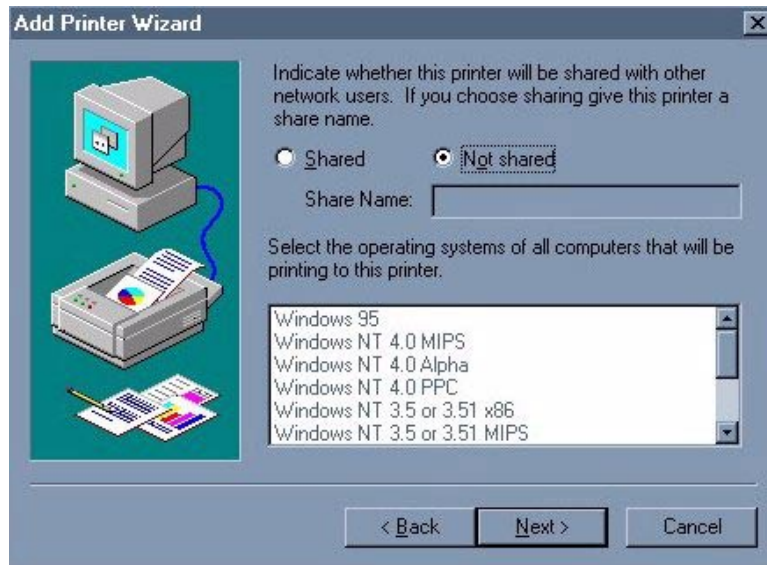 Add Printer Wizard
Indicate whether this printer will be shared with other
network users. If you choose sharing give this printer a
share name.
Shared Not shared
Share Name:
Select the operating systems of all computers that will be
printing to this printer.
Windows 95
Windows NT 4.0 MIPS
Windows NT 4.0 Alpha
Windows NT 4.0 PPC
Windows NT 3.5 or 3.51 x86
Windows NT 3.5 or 3.51 MIPS
< Back Next > Cancel